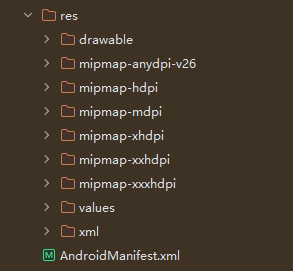 res
drawable
mipmap-anydpi-v26
mipmap-hdpi
mipmap-mdpi
mipmap-xhdpi
mipmap-xxhdpi
mipmap-xxxhdpi
values
xml
M AndroidManifest.xml